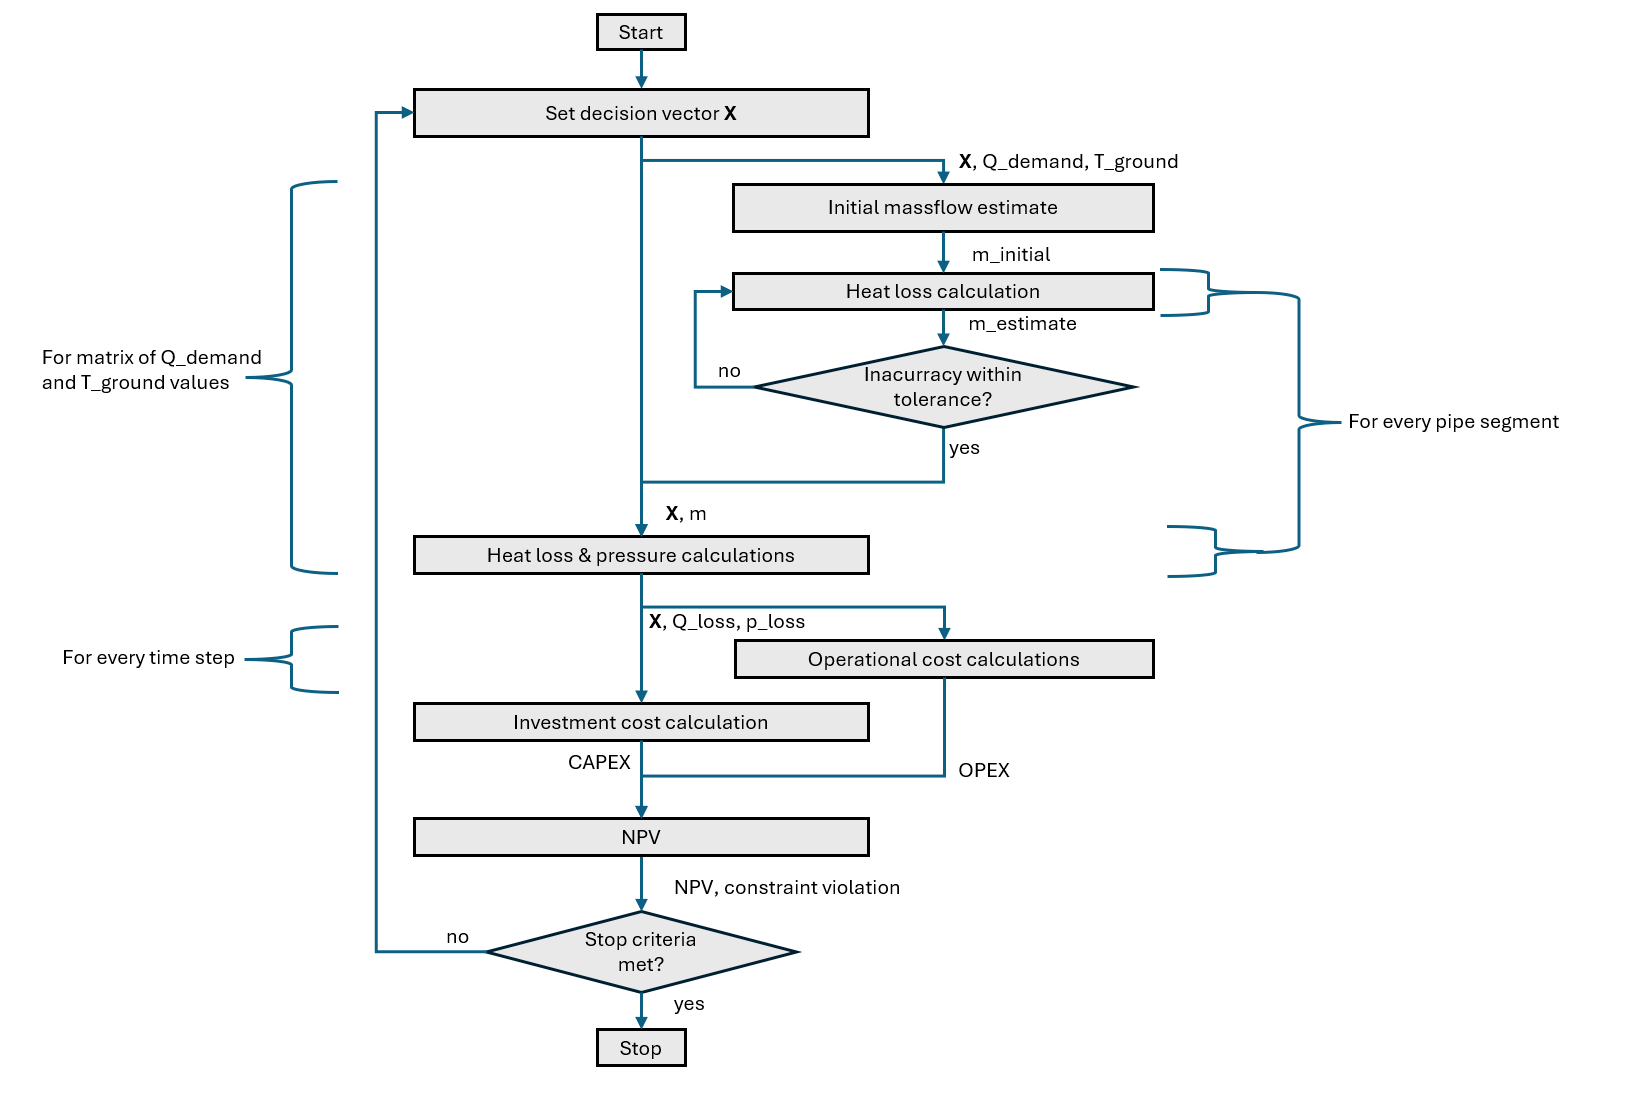 Start
Set decision vector X
X, Q_demand, T_ground
Initial massflow estimate
m_initial
Heat loss calculation
m_estimate
For matrix of Q_demand
and T_ground values
no
Inacurracy within
tolerance?
For every pipe segment
yes
X, m
Heat loss & pressure calculations
X, Q_loss, p_loss
For every time step
Operational cost calculations
Investment cost calculation
CAPEX
OPEX
NPV
NPV, constraint violation
no
Stop criteria
met?
yes
Stop